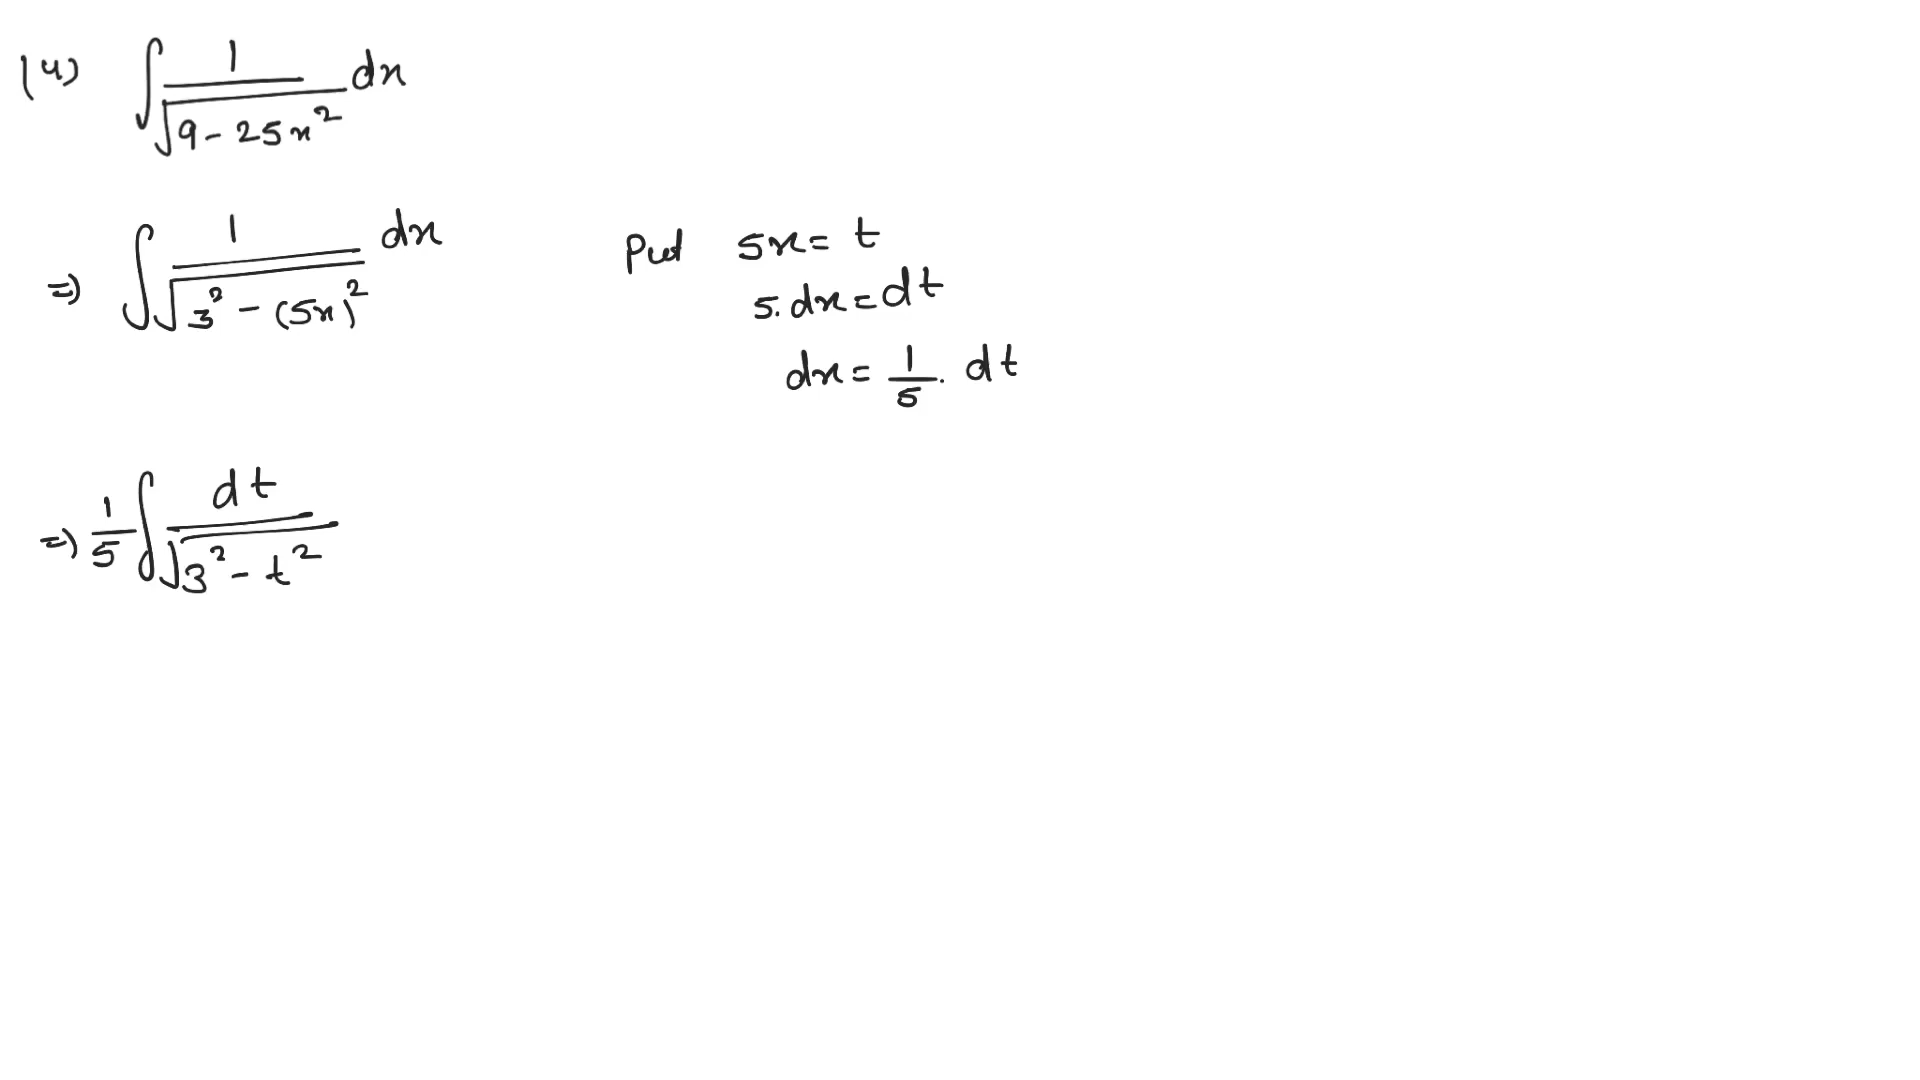 (4) ∫ 1/√(9 - 25x²) dx
⇒ ∫ 1/√(3² - (5x)²) dx
Put 5x = t
5. dx = dt
dx = 1/5 . dt
⇒ 1/5 ∫ dt/√(3² - t²)